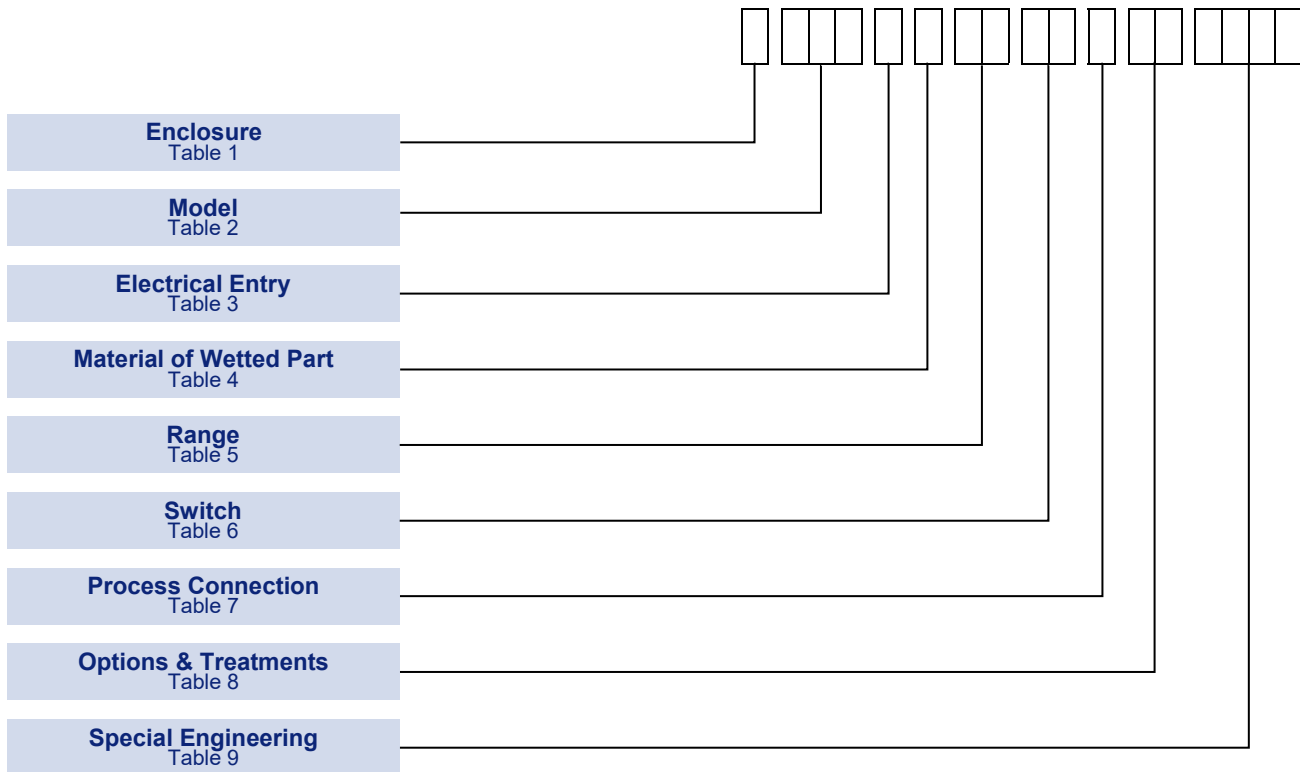 Enclosure
Table 1
Model
Table 2
Electrical Entry
Table 3
Material of Wetted Part
Table 4
Range
Table 5
Switch
Table 6
Process Connection
Table 7
Options & Treatments
Table 8
Special Engineering
Table 9